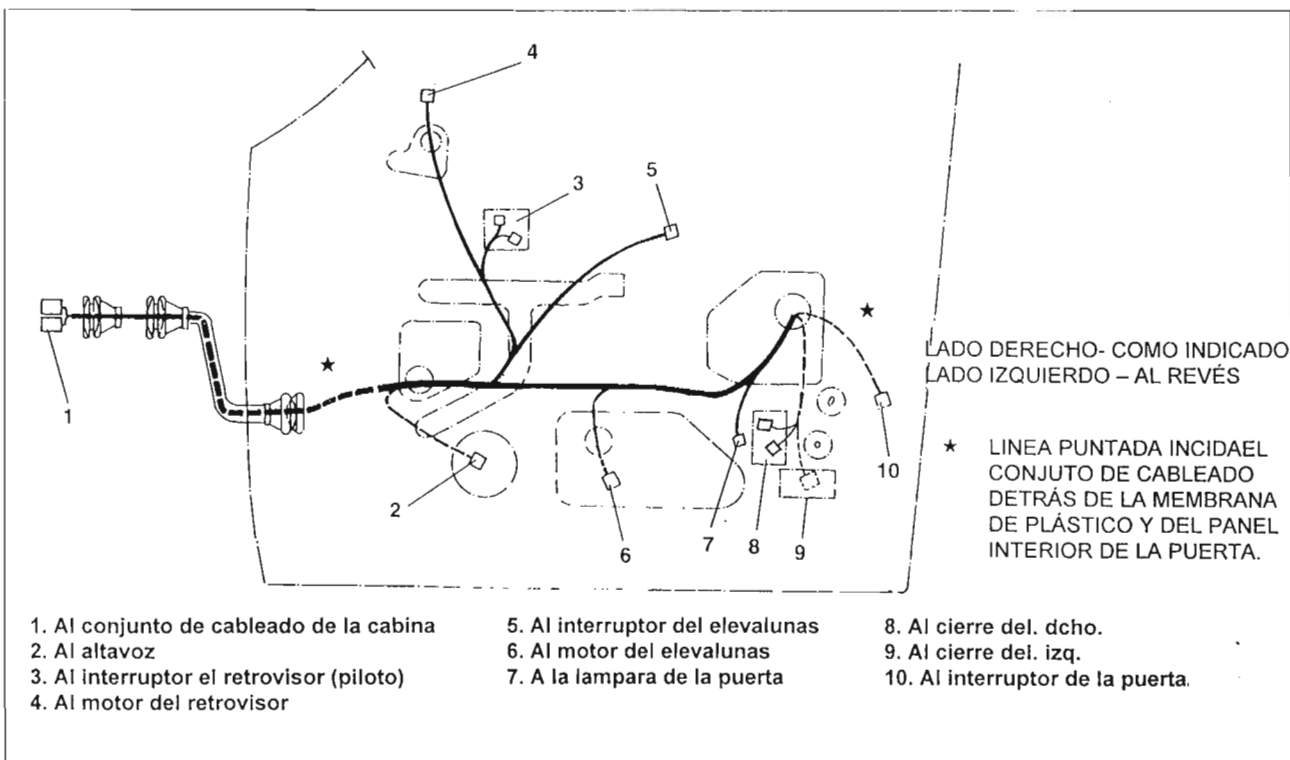 4
5
3
★
★
LADO DERECHO- COMO INDICADO
LADO IZQUIERDO – AL REVÉS
1
★ LINEA PUNTADA INCIDAEL
CONJUTO DE CABLEADO
DETRÁS DE LA MEMBRANA
DE PLÁSTICO Y DEL PANEL
INTERIOR DE LA PUERTA.
10
2
7
8
9
6
1. Al conjunto de cableado de la cabina
2. Al altavoz
3. Al interruptor el retrovisor (piloto)
4. Al motor del retrovisor
5. Al interruptor del elevalunas
6. Al motor del elevalunas
7. A la lampara de la puerta
8. Al cierre del. dcho.
9. Al cierre del. izq.
10. Al interruptor de la puerta.